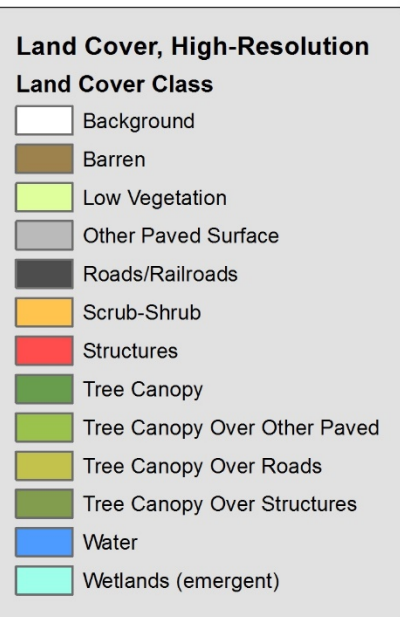 Land Cover, High-Resolution
Land Cover Class
Background
Barren
Low Vegetation
Other Paved Surface
Roads/Railroads
Scrub-Shrub
Structures
Tree Canopy
Tree Canopy Over Other Paved
Tree Canopy Over Roads
Tree Canopy Over Structures
Water
Wetlands (emergent)